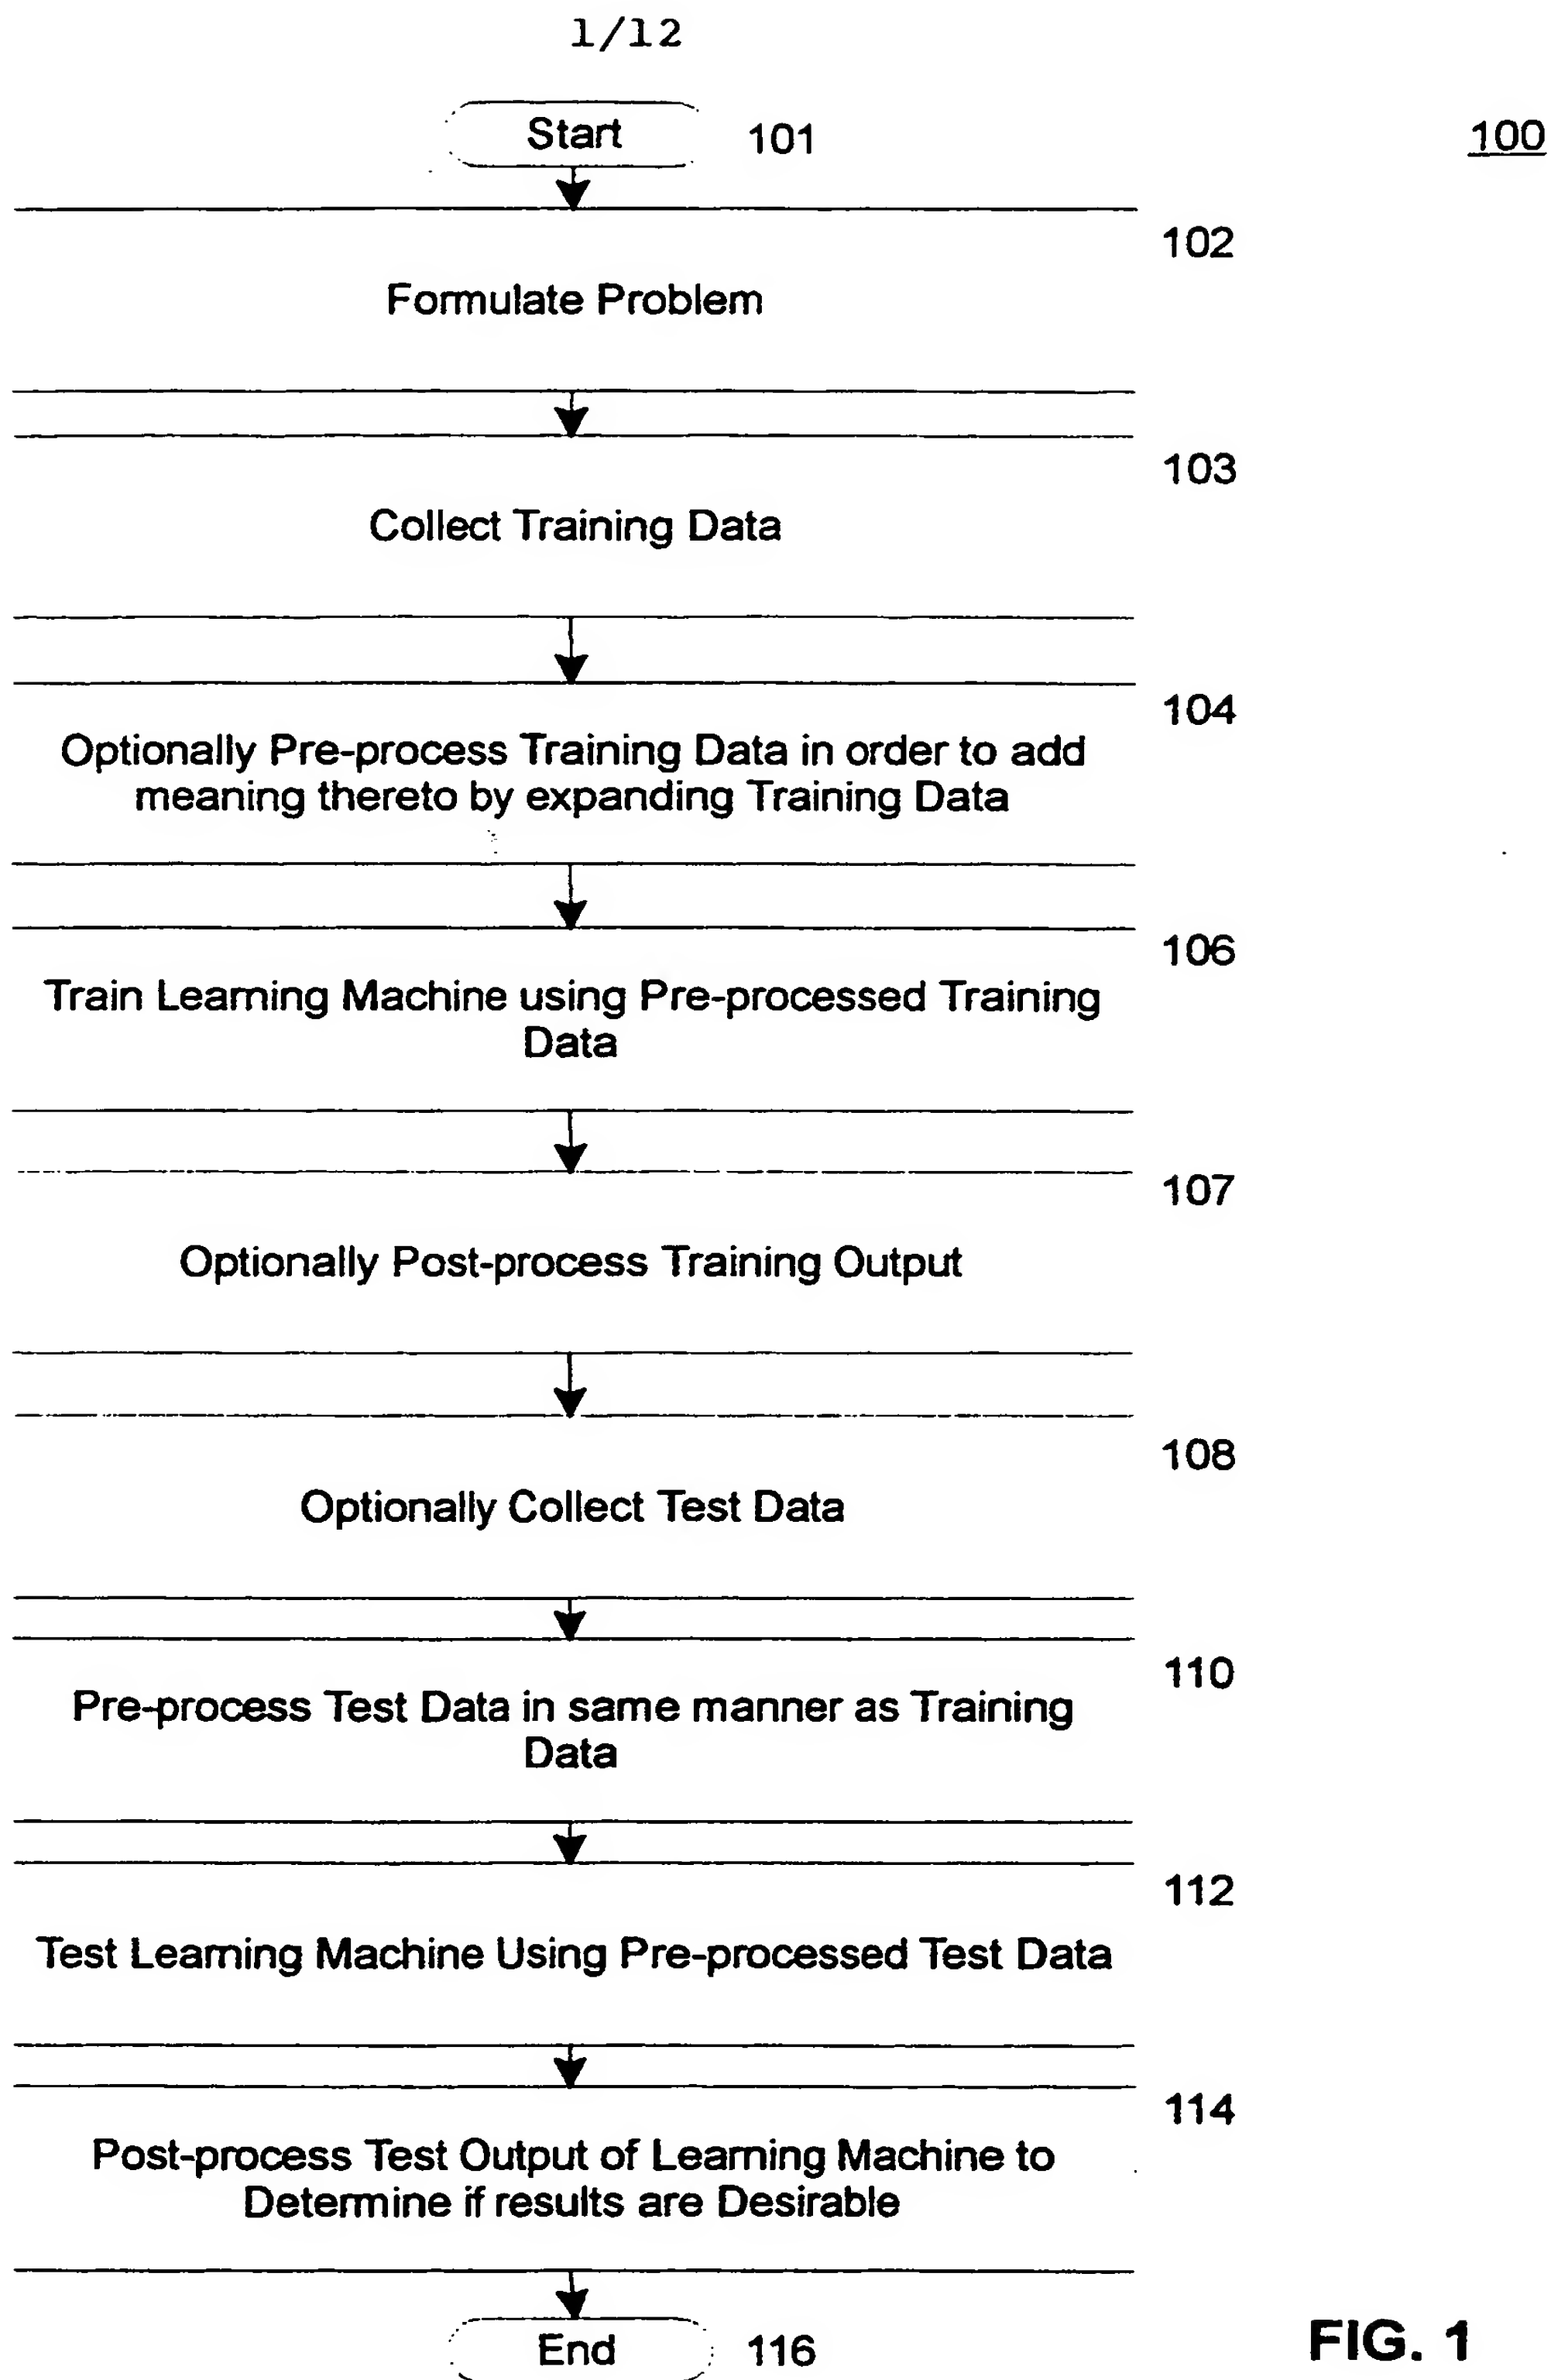 1/12
Start 101
100
102
Formulate Problem
103
Collect Training Data
104
Optionally Pre-process Training Data in order to add
meaning thereto by expanding Training Data
106
Train Learning Machine using Pre-processed Training
Data
107
Optionally Post-process Training Output
108
Optionally Collect Test Data
110
Pre-process Test Data in same manner as Training
Data
112
Test Learning Machine Using Pre-processed Test Data
114
Post-process Test Output of Learning Machine to
Determine if results are Desirable
End 116
FIG. 1